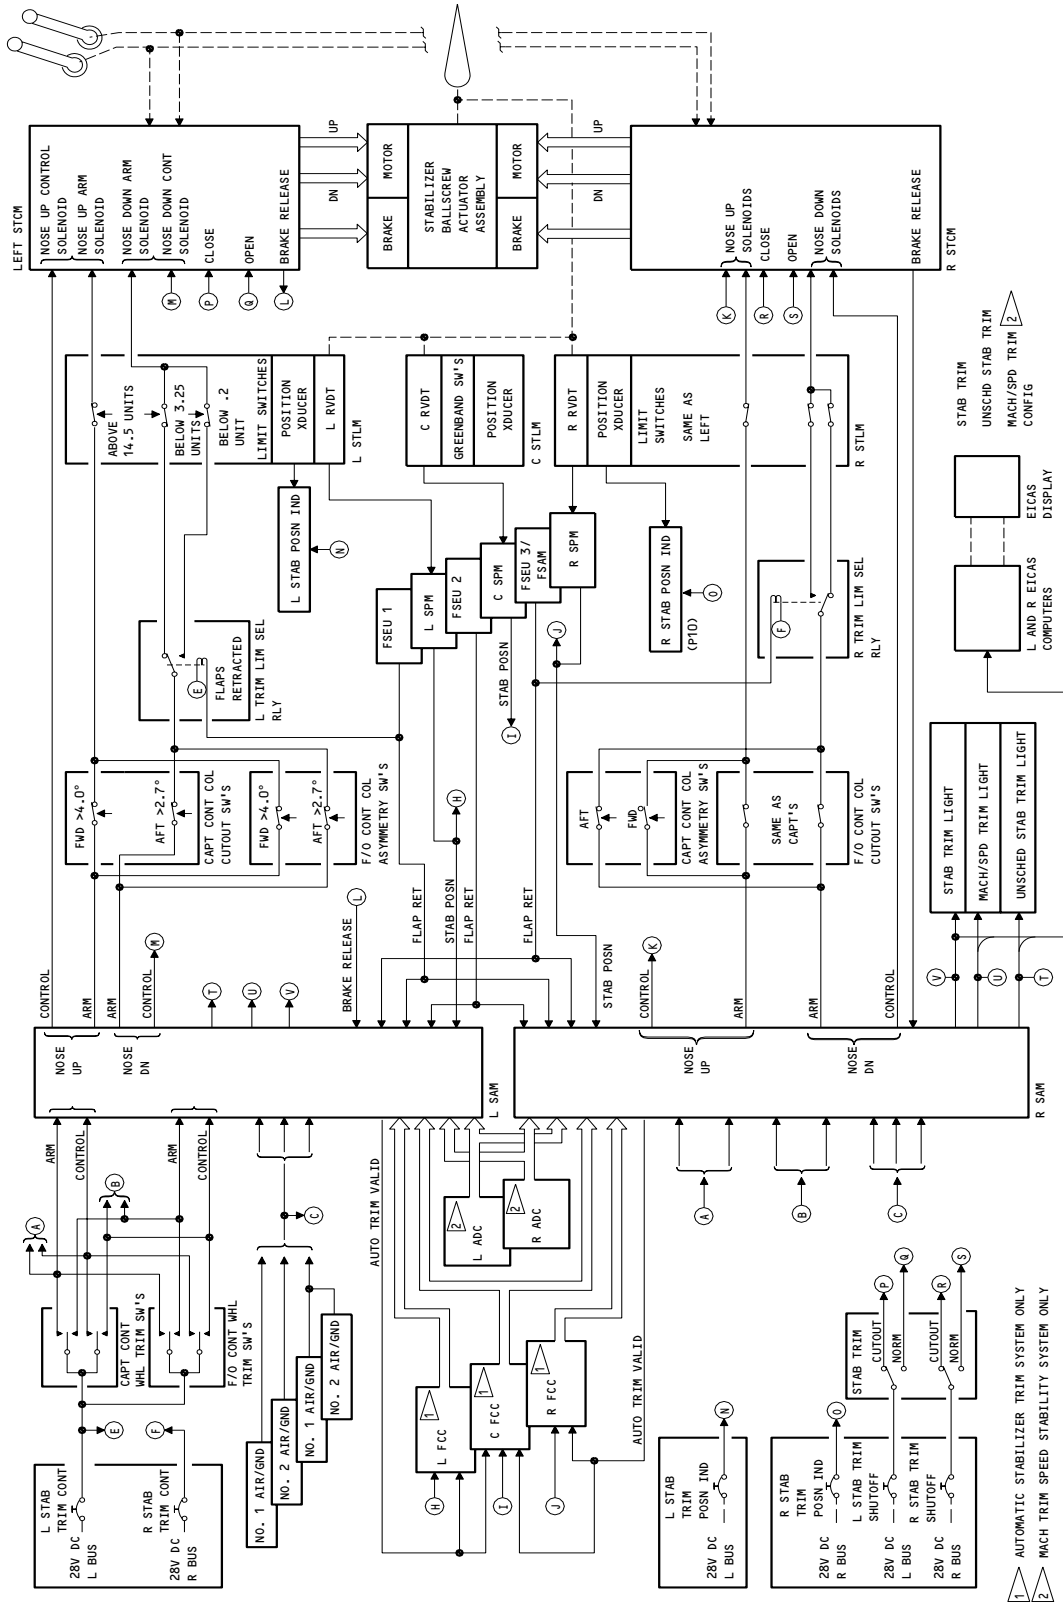 LEFT STCM
NOSE UP CONTROL
SOLENOID
NOSE UP ARM
SOLENOID
NOSE DOWN ARM
SOLENOID
NOSE DOWN CONT
SOLENOID
CLOSE
OPEN
BRAKE RELEASE
M
P
Q
L
UP
DN
MOTOR
BRAKE
STABILIZER
BALLSCREW
ACTUATOR
ASSEMBLY
MOTOR
BRAKE
UP
DN
NOSE UP
SOLENOIDS
CLOSE
OPEN
NOSE DOWN
SOLENOIDS
BRAKE RELEASE
R STCM
K
R
S
ABOVE
14.5 UNITS
BELOW 3.25
UNITS
BELOW .2
UNIT
LIMIT SWITCHES
POSITION
XDUCER
L RVDT
L STLM
C RVDT
GREENBAND SW'S
POSITION
XDUCER
C STLM
R RVDT
POSITION
XDUCER
LIMIT
SWITCHES
SAME AS
LEFT
R STLM
STAB TRIM
UNSCHD STAB TRIM
MACH/SPD TRIM 2
CONFIG
L STAB POSN IND
N
FSEU 1
L SPM
FSEU 2
C SPM
FSEU 3/
FSAM
R SPM
R STAB POSN IND
(P10)
O
EICAS
DISPLAY
L AND R EICAS
COMPUTERS
E
FLAPS
RETRACTED
L TRIM LIM SEL
RLY
STAB POSN
I
J
F
R TRIM LIM SEL
RLY
FWD >4.0°
AFT >2.7°
CAPT CONT COL
CUTOUT SW'S
FWD >4.0°
AFT >2.7°
F/O CONT COL
ASYMMETRY SW'S
H
AFT
FWD
CAPT CONT COL
ASYMMETRY SW'S
SAME AS
CAPT'S
F/O CONT COL
CUTOUT SW'S
STAB TRIM LIGHT
MACH/SPD TRIM LIGHT
UNSCHED STAB TRIM LIGHT
CONTROL
ARM
ARM
CONTROL
M
T
U
V
BRAKE RELEASE
L
FLAP RET
STAB POSN
FLAP RET
FLAP RET
STAB POSN
CONTROL
K
ARM
ARM
CONTROL
V
U
T
NOSE
UP
NOSE
DN
L SAM
NOSE
UP
NOSE
DN
R SAM
ARM
CONTROL
ARM
CONTROL
A
B
C
AUTO TRIM VALID
2
L ADC
2
R ADC
A
B
C
CAPT CONT
WHL TRIM SW'S
F/O CONT WHL
TRIM SW'S
NO. 1 AIR/GND
NO. 2 AIR/GND
NO. 1 AIR/GND
NO. 2 AIR/GND
L FCC
1
C FCC
1
R FCC
1
AUTO TRIM VALID
H
I
J
E
F
L STAB
TRIM CONT
28V DC
L BUS
R STAB
TRIM CONT
28V DC
R BUS
L STAB
TRIM
POSN IND
28V DC
L BUS
N
R STAB
TRIM
POSN IND
28V DC
R BUS
O
L STAB TRIM
SHUTOFF
28V DC
L BUS
R STAB TRIM
SHUTOFF
28V DC
R BUS
STAB TRIM
CUTOUT
NORM
CUTOUT
NORM
P
Q
R
S
1 AUTOMATIC STABILIZER TRIM SYSTEM ONLY
2 MACH TRIM SPEED STABILITY SYSTEM ONLY